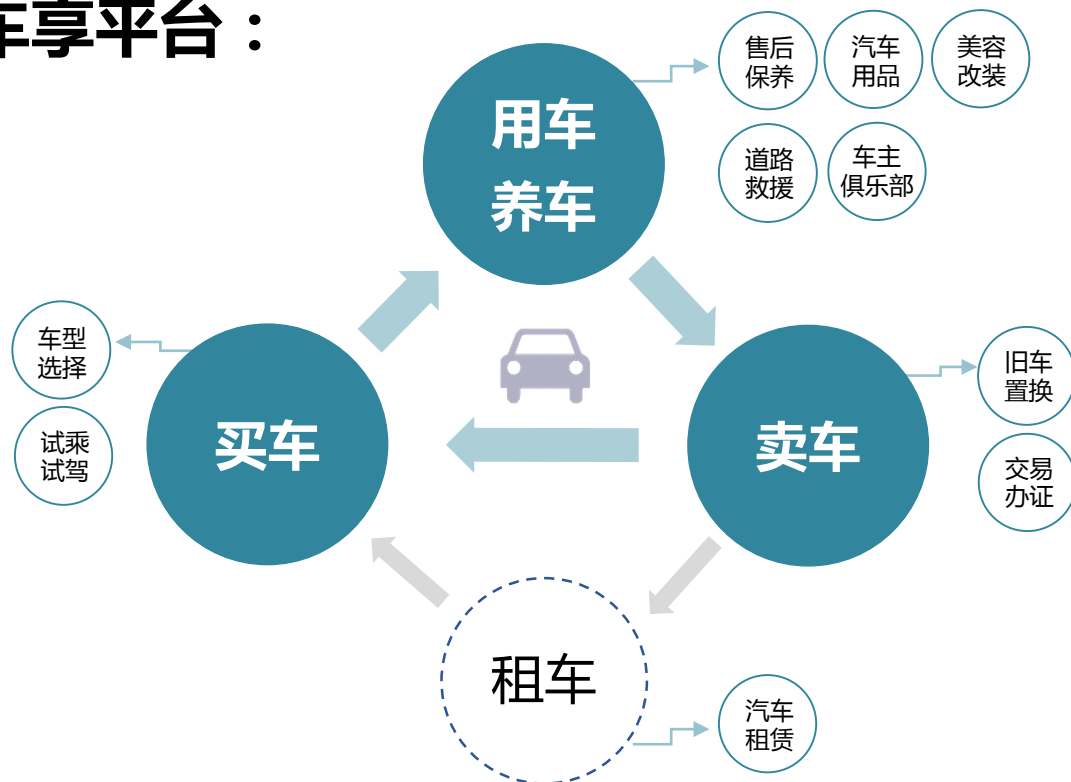 车享平台：
用车
养车
售后
保养
汽车
用品
美容
改装
道路
救援
车主
俱乐部
买车
车型
选择
试乘
试驾
卖车
旧车
置换
交易
办证
租车
汽车
租赁